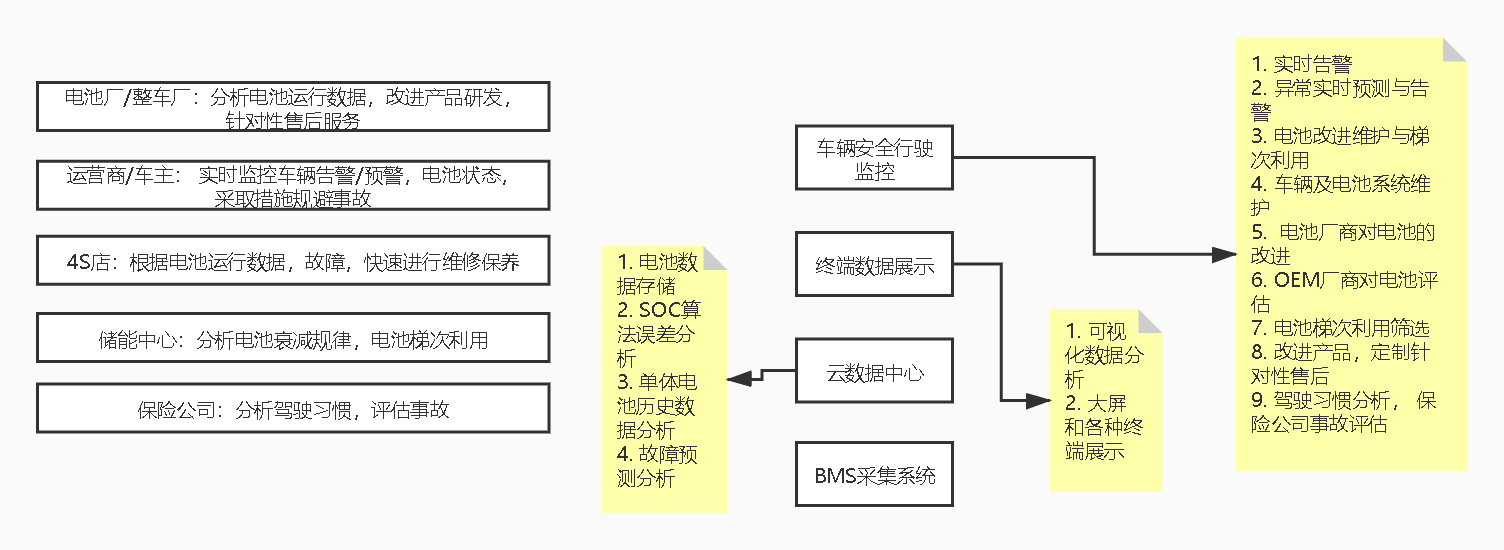 电池厂/整车厂：分析电池运行数据，改进产品研发，
针对性售后服务
运营商/车主： 实时监控车辆告警/预警，电池状态，
采取措施规避事故
4S店：根据电池运行数据，故障，快速进行维修保养
储能中心：分析电池衰减规律，电池梯次利用
保险公司：分析驾驶习惯，评估事故
1. 电池数
据存储
2. SOC算
法误差分
析
3. 单体电
池历史数
据分析
4. 故障预
测分析
车辆安全行驶
监控
终端数据展示
云数据中心
BMS采集系统
1. 可视
化数据分
析
2. 大屏
和各种终
端展示
1. 实时告警
2. 异常实时预测与告
警
3. 电池改进维护与梯
次利用
4. 车辆及电池系统维
护
5. 电池厂商对电池的
改进
6. OEM厂商对电池评
估
7. 电池梯次利用筛选
8. 改进产品，定制针
对性售后
9. 驾驶习惯分析， 保
险公司事故评估